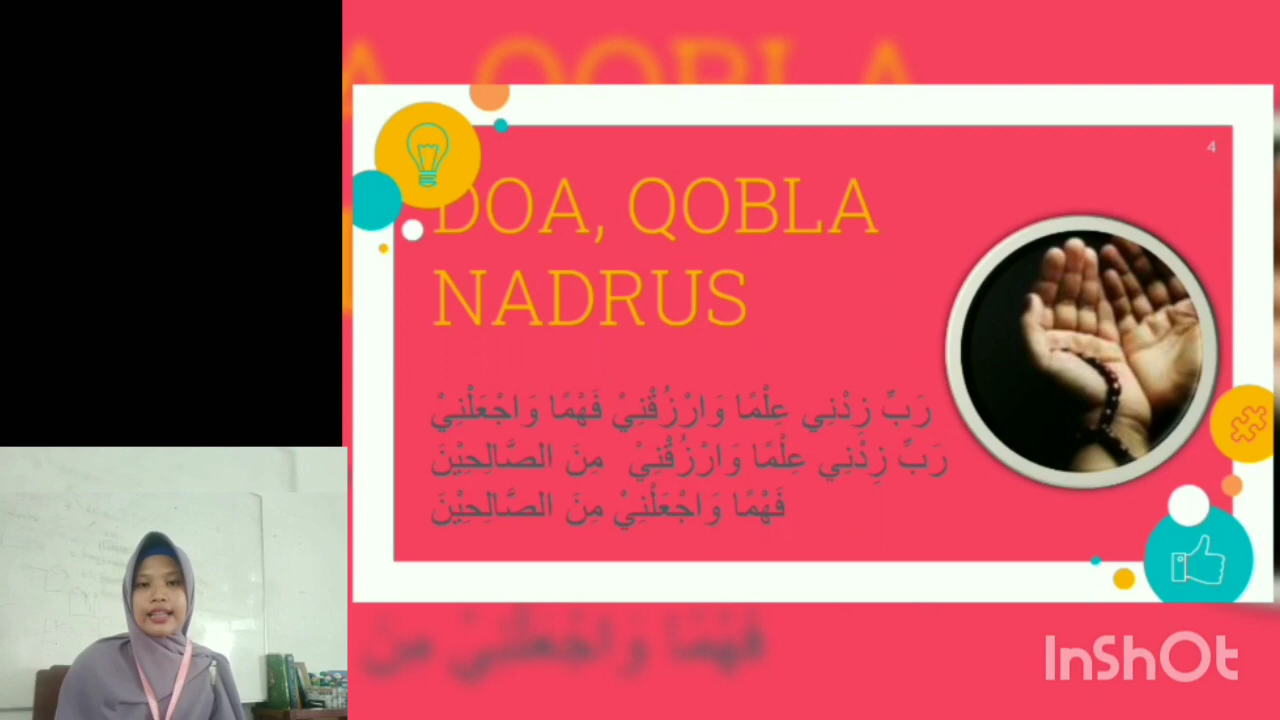 4
DOA, QOBLA
NADRUS
رَبِّ زِدْنِي عِلْمًا وَارْزُقْنِيْ فَهْمًا وَاجْعَلْنِيْ
رَبِّ زِدْنِي عِلْمًا وَارْزُقْنِيْ مِنَ الصَّالِحِيْنَ
فَهْمًا وَاجْعَلْنِيْ مِنَ الصَّالِحِيْنَ
InShOt